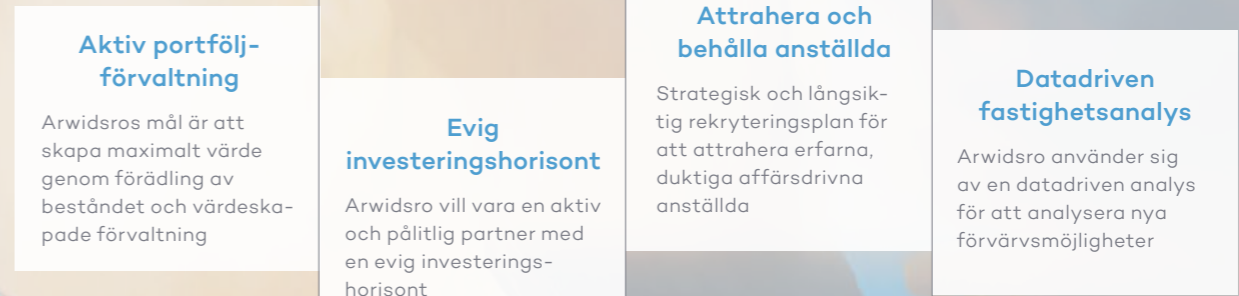 Aktiv portfölj-
förvaltning
Arwidsros mål är att
skapa maximalt värde
genom förädling av
beståndet och värdeska-
pade förvaltning
Evig
investeringshorisont
Arwidsro vill vara en aktiv
och pålitlig partner med
en evig investerings-
horisont
Attrahera och
behålla anställda
Strategisk och långsik-
tig rekryteringsplan för
att attrahera erfarna,
duktiga affärsdrivna
anställda
Datadriven
fastighetsanalys
Arwidsro använder sig
av en datadriven analys
för att analysera nya
förvärvsmöjligheter